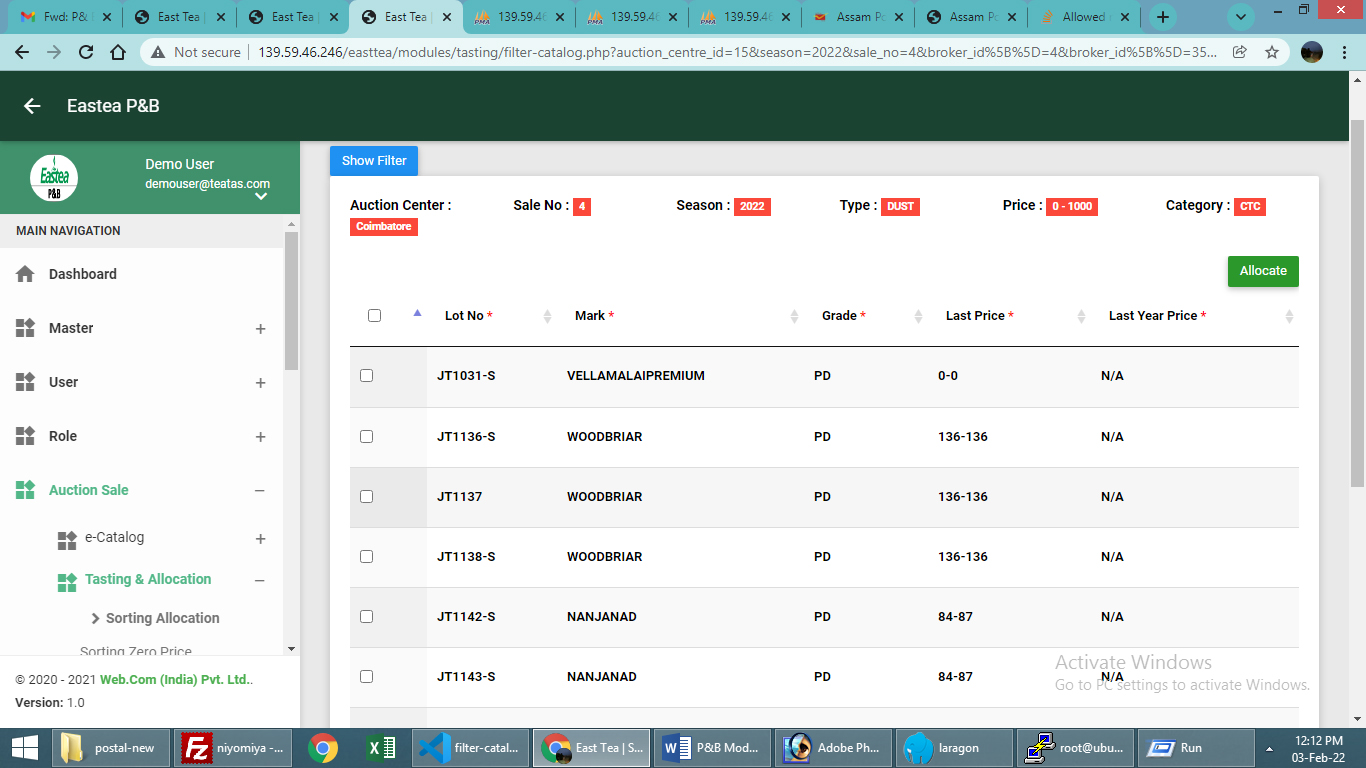 Fwd: P&
East Tea |
East Tea |
East Tea |
139.59.46
139.59.46
139.59.46
Assam Po
Assam Po
Allowed
Not secure
139.59.46.246/easttea/modules/tasting/filter-catalog.php?auction_centre_id=15&season=2022&sale_no=4&broker_id%5B%5D=4&broker_id%5B%5D=35...
Eastea P&B
Eastea
P&B
Demo User
demouser@teatas.com
MAIN NAVIGATION
Dashboard
Master +
User +
Role +
Auction Sale −
e-Catalog +
Tasting & Allocation −
Sorting Allocation
Sorting Zero Price
© 2020 - 2021 Web.Com (India) Pvt. Ltd..
Version: 1.0
Show Filter
Auction Center : Coimbatore
Sale No : 4
Season : 2022
Type : DUST
Price : 0 - 1000
Category : CTC
Allocate
Lot No * Mark * Grade * Last Price * Last Year Price *
JT1031-S VELLAMALAIPREMIUM PD 0-0 N/A
JT1136-S WOODBRIAR PD 136-136 N/A
JT1137 WOODBRIAR PD 136-136 N/A
JT1138-S WOODBRIAR PD 136-136 N/A
JT1142-S NANJANAD PD 84-87 N/A
JT1143-S NANJANAD PD 84-87 N/A
Activate Windows
Go to PC settings to activate Windows.
postal-new
niyomiya -...
filter-catal...
East Tea | S...
P&B Mod...
Adobe Ph...
laragon
root@ubu...
Run
12:12 PM
03-Feb-22